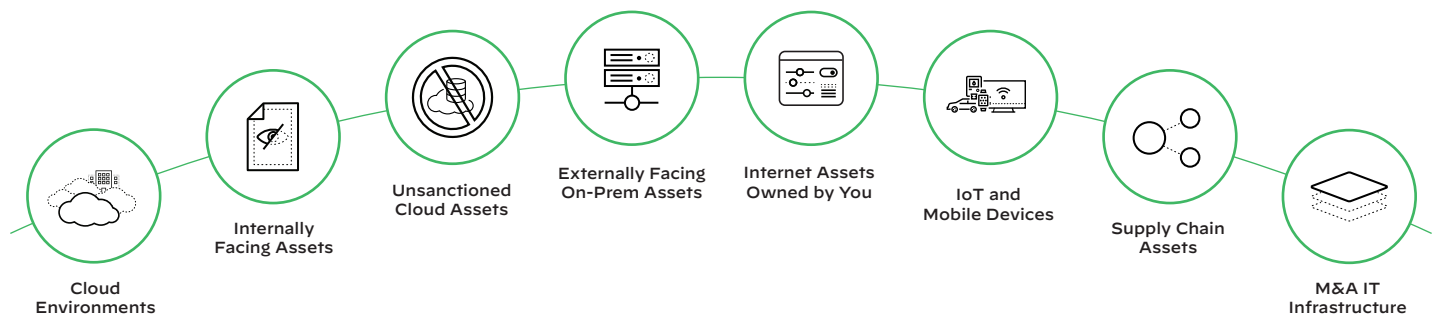 Cloud
Environments
Internally
Facing Assets
Unsanctioned
Cloud Assets
Externally Facing
On-Prem Assets
Internet Assets
Owned by You
IoT and
Mobile Devices
Supply Chain
Assets
M&A IT
Infrastructure